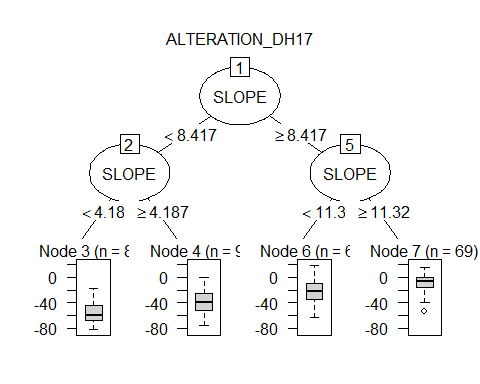 ALTERATION_DH17
1
SLOPE
< 8.417 ≥ 8.417
2 5
SLOPE SLOPE
< 4.18 ≥ 4.187 < 11.3 ≥ 11.32
Node 3 (n = 8 Node 4 (n = 9 Node 6 (n = 6 Node 7 (n = 69)
0 0 0 0
-40 -40 -40 -40
-80 -80 -80 -80